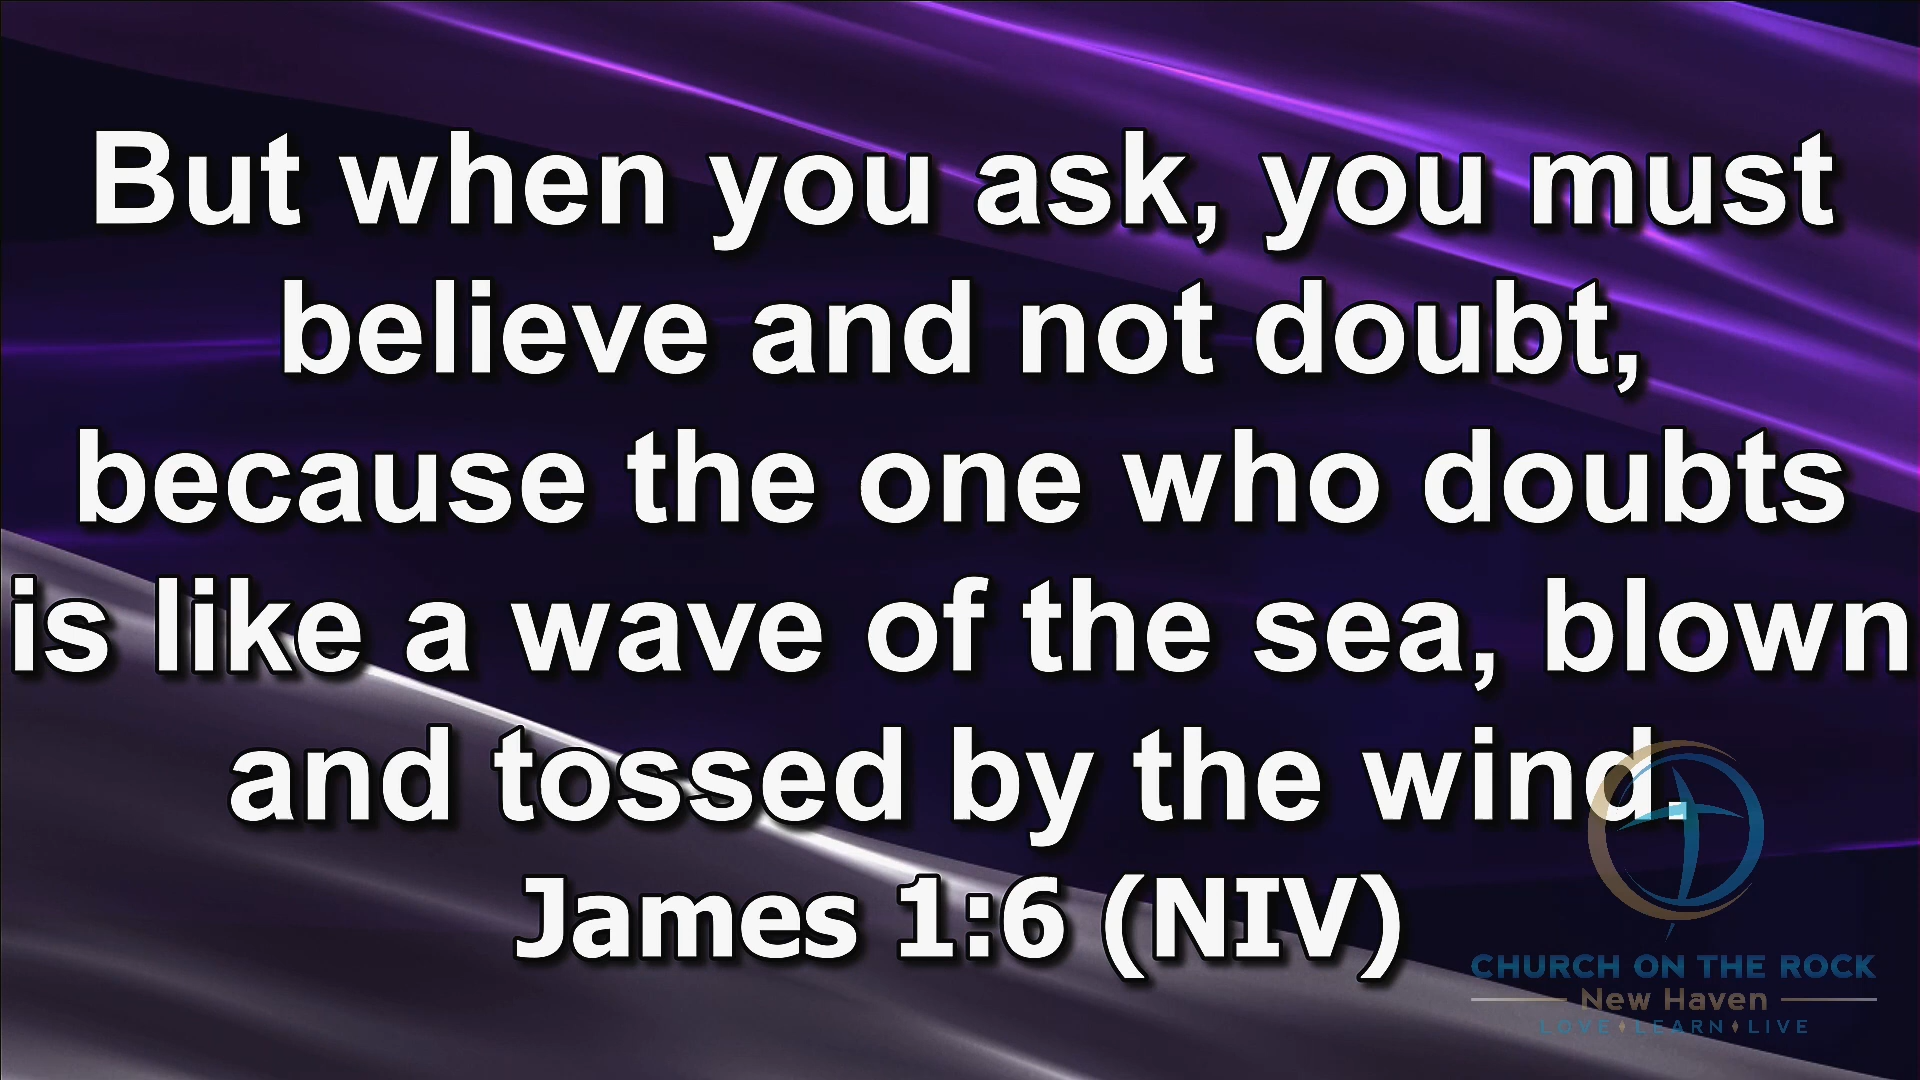 But when you ask, you must
believe and not doubt,
because the one who doubts
is like a wave of the sea, blown
and tossed by the wind.
James 1:6 (NIV)
CHURCH ON THE ROCK
New Haven
LOVE LEARN LIVE